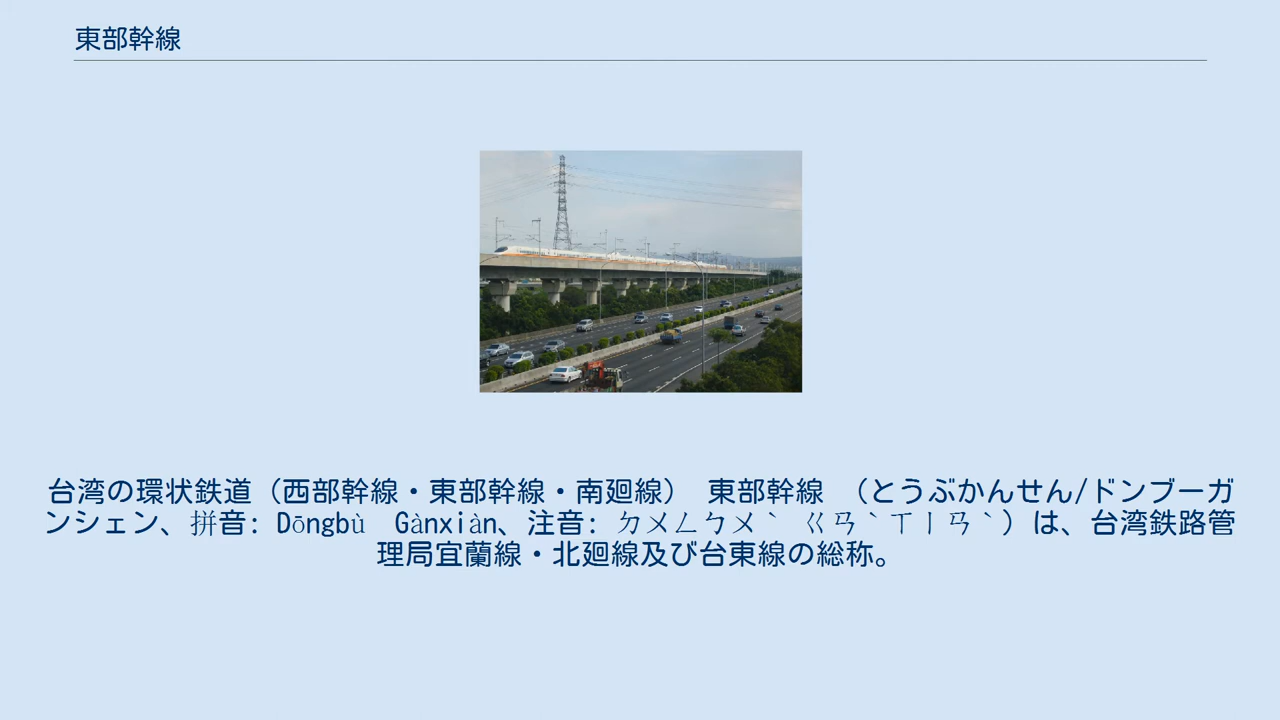 東部幹線
台湾の環状鉄道（西部幹線・東部幹線・南廻線） 東部幹線 （とうぶかんせん/ドンブーガ
ンシェン、拼音: Dōngbù Gànxiàn、注音: ㄉㄨㄥㄅㄨˋ ㄍㄢˋㄒㄧㄢˋ）は、台湾鉄路管
理局宜蘭線・北廻線及び台東線の総称。